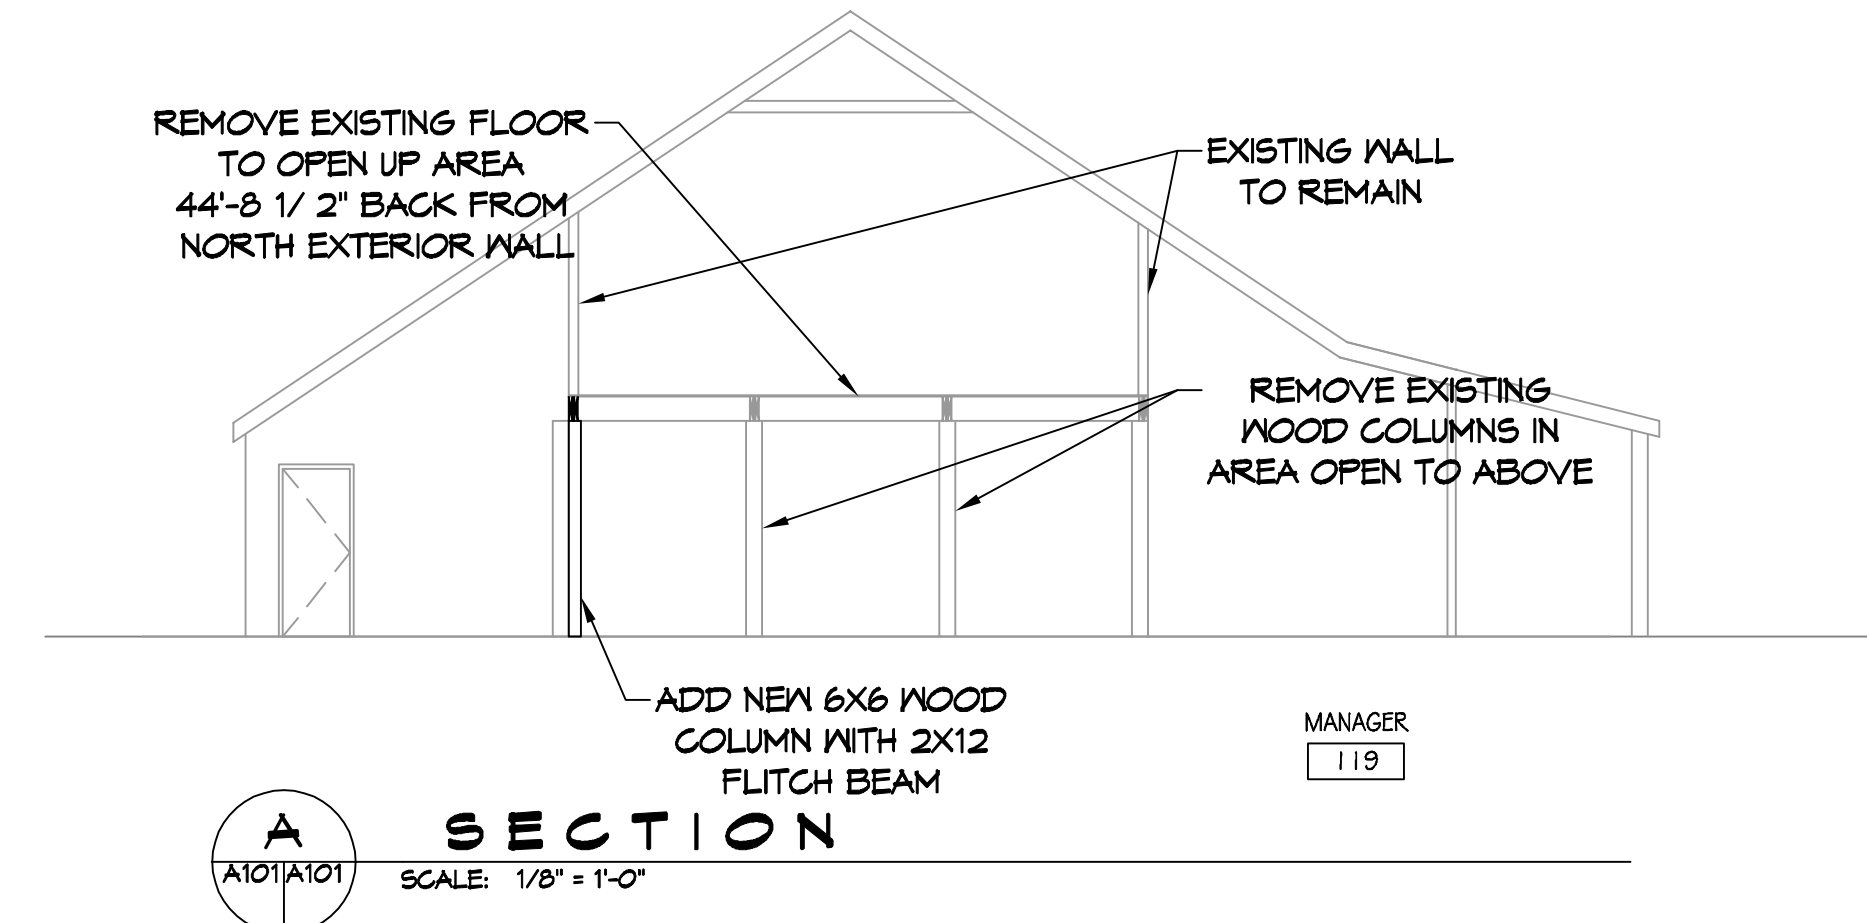 REMOVE EXISTING FLOOR
TO OPEN UP AREA
44'-8 1/ 2" BACK FROM
NORTH EXTERIOR WALL
EXISTING WALL
TO REMAIN
REMOVE EXISTING
WOOD COLUMNS IN
AREA OPEN TO ABOVE
ADD NEW 6X6 WOOD
COLUMN WITH 2X12
FLITCH BEAM
MANAGER
119
A
A101 A101
SECTION
SCALE: 1/8" = 1'-0"